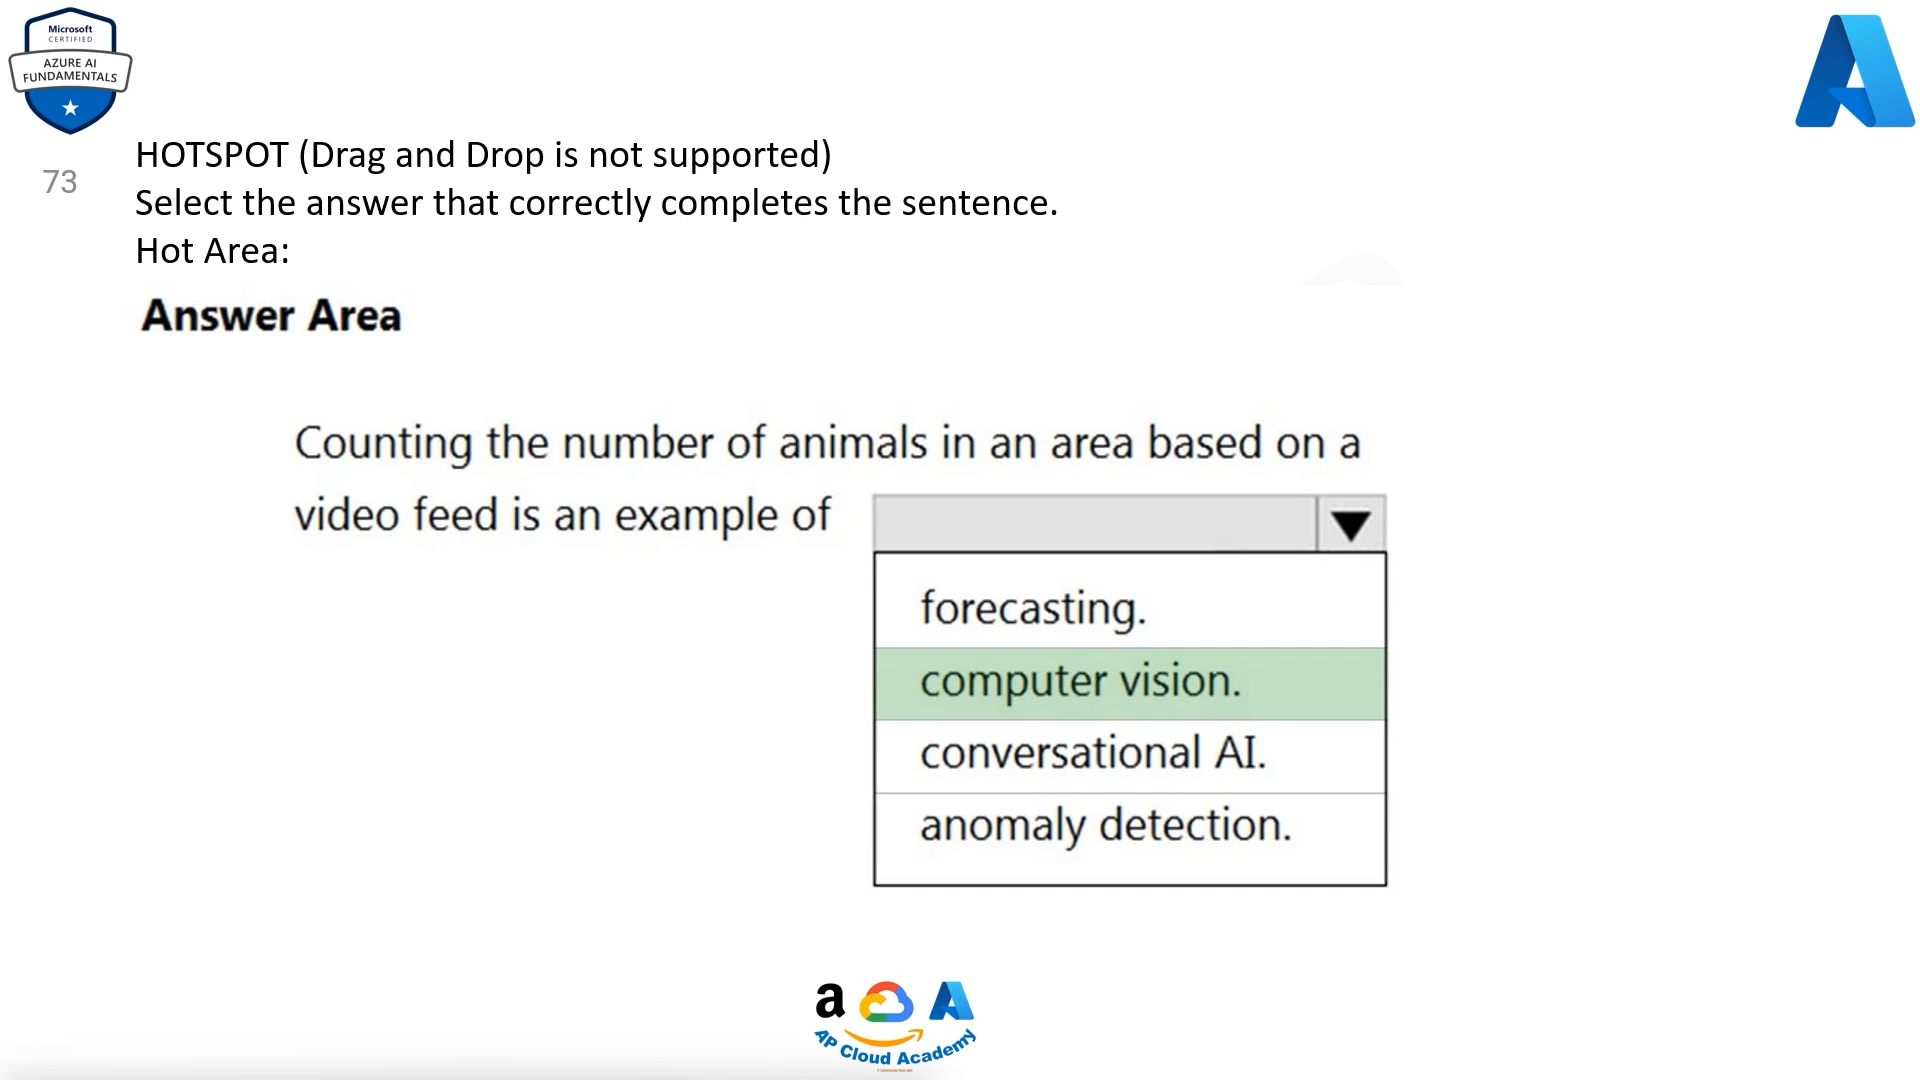 Microsoft
CERTIFIED
AZURE AI
FUNDAMENTALS
73
HOTSPOT (Drag and Drop is not supported)
Select the answer that correctly completes the sentence.
Hot Area:
Answer Area
Counting the number of animals in an area based on a
video feed is an example of
forecasting.
computer vision.
conversational AI.
anomaly detection.
a
AP Cloud Academy